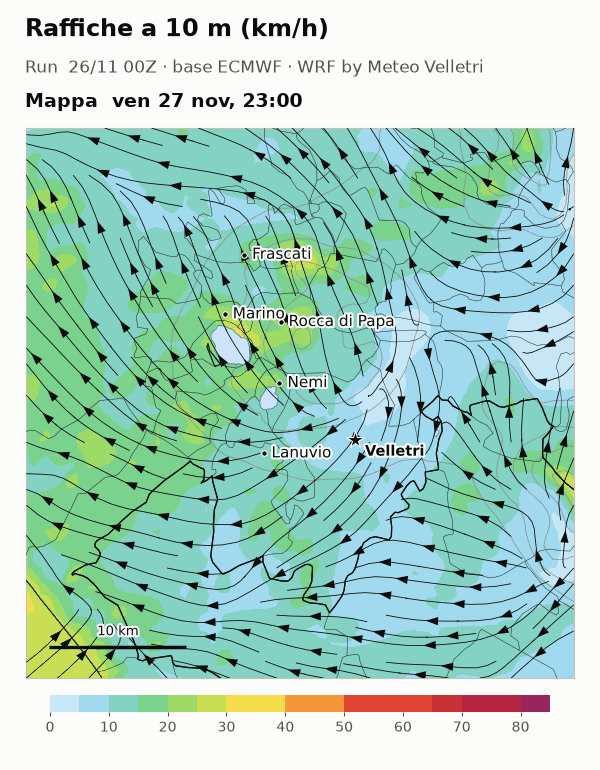 Raffiche a 10 m (km/h)
Run  26/11 00Z · base ECMWF · WRF by Meteo Velletri
Mappa  ven 27 nov, 23:00
Frascati
Marino
Rocca di Papa
Nemi
Velletri
Lanuvio
10 km
0 10 20 30 40 50 60 70 80